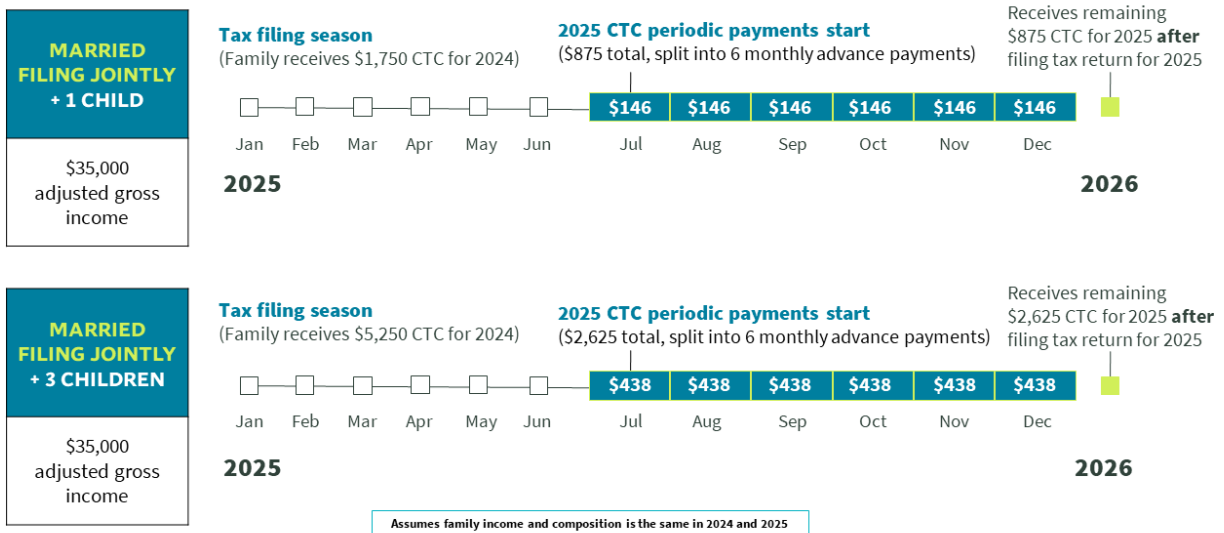 MARRIED
FILING JOINTLY
+ 1 CHILD
$35,000
adjusted gross
income
Tax filing season
(Family receives $1,750 CTC for 2024)
2025 CTC periodic payments start
($875 total, split into 6 monthly advance payments)
Receives remaining
$875 CTC for 2025 after
filing tax return for 2025
$146 $146 $146 $146 $146 $146
Jan Feb Mar Apr May Jun Jul Aug Sep Oct Nov Dec
2025 2026
MARRIED
FILING JOINTLY
+ 3 CHILDREN
$35,000
adjusted gross
income
Tax filing season
(Family receives $5,250 CTC for 2024)
2025 CTC periodic payments start
($2,625 total, split into 6 monthly advance payments)
Receives remaining
$2,625 CTC for 2025 after
filing tax return for 2025
$438 $438 $438 $438 $438 $438
Jan Feb Mar Apr May Jun Jul Aug Sep Oct Nov Dec
2025 2026
Assumes family income and composition is the same in 2024 and 2025